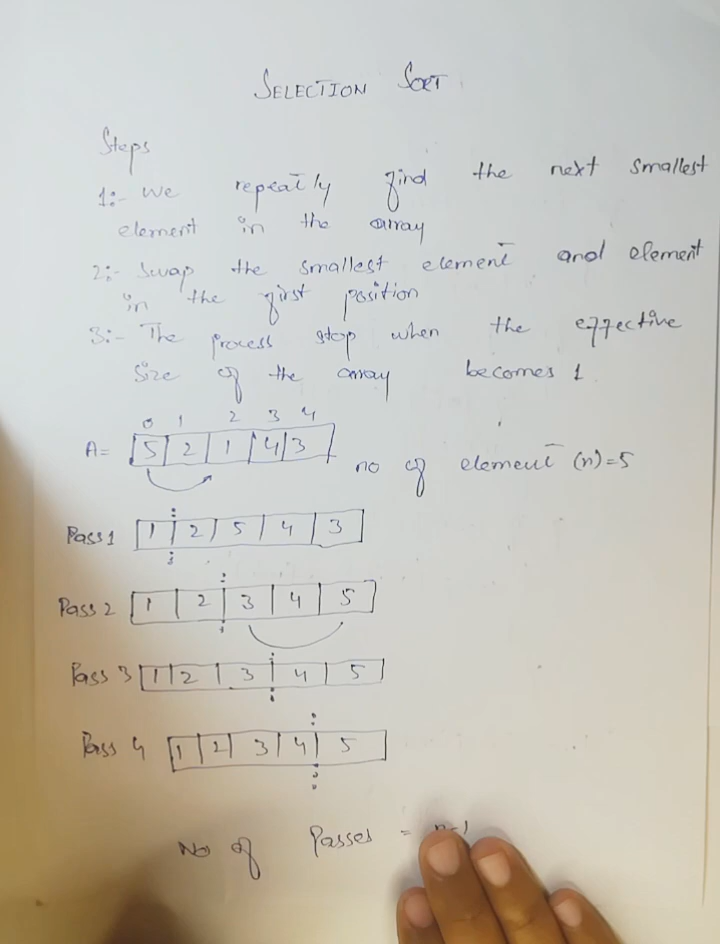 SELECTION SORT
Steps
1:- We repeatly find the next smallest
element in the array
2:- Swap the smallest element and element
in the first position
3:- The process stop when the effective
Size of the array becomes 1
0 1 2 3 4
A= 5 2 1 4 3
no of element (n)=5
Pass 1 1 2 5 4 3
Pass 2 1 2 3 4 5
Pass 3 1 2 3 4 5
Pass 4 1 2 3 4 5
No of Passes = n-1